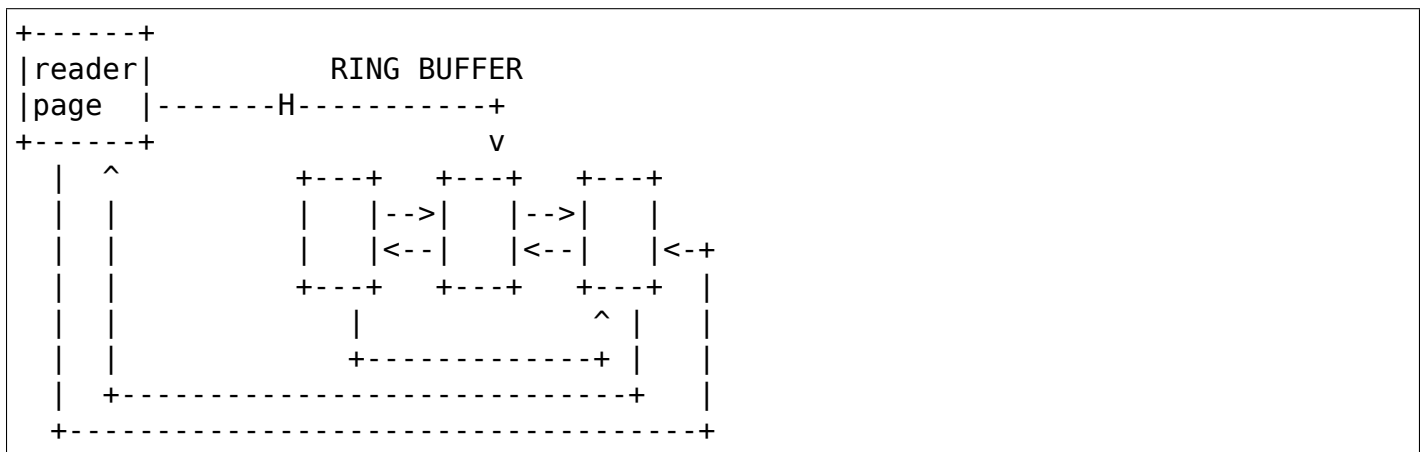 +------+
|reader|          RING BUFFER
|page  |-------H-----------+
+------+                   v
  |  ^          +---+   +---+   +---+
  |  |          |   |-->|   |-->|   |
  |  |          |   |<--|   |<--|   |<-+
  |  |          +---+   +---+   +---+  |
  |  |             |             ^ |   |
  |  |             +-------------+ |   |
  |  +-----------------------------+   |
  +------------------------------------+